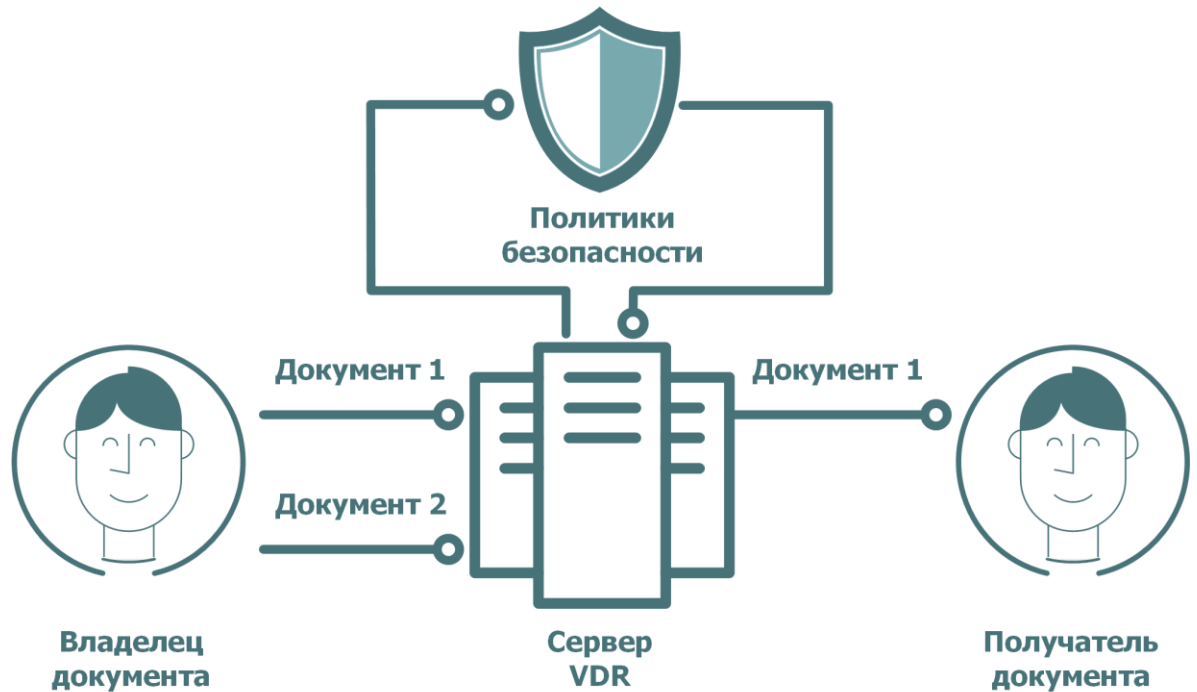 Политики
безопасности
Документ 1
Документ 1
Документ 2
Владелец
документа
Сервер
VDR
Получатель
документа